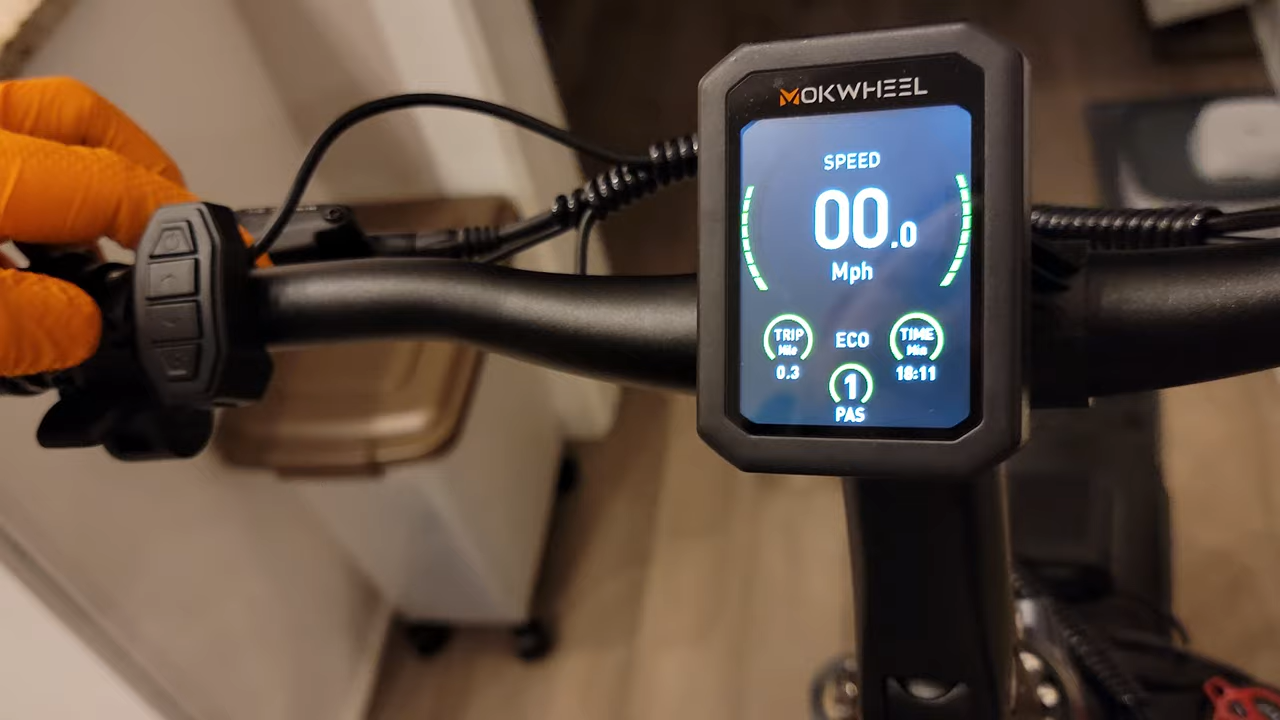 MOKWHEEL
SPEED
00.0
Mph
TRIP
Mile
0.3
ECO
TIME
Min
18:11
1
PAS